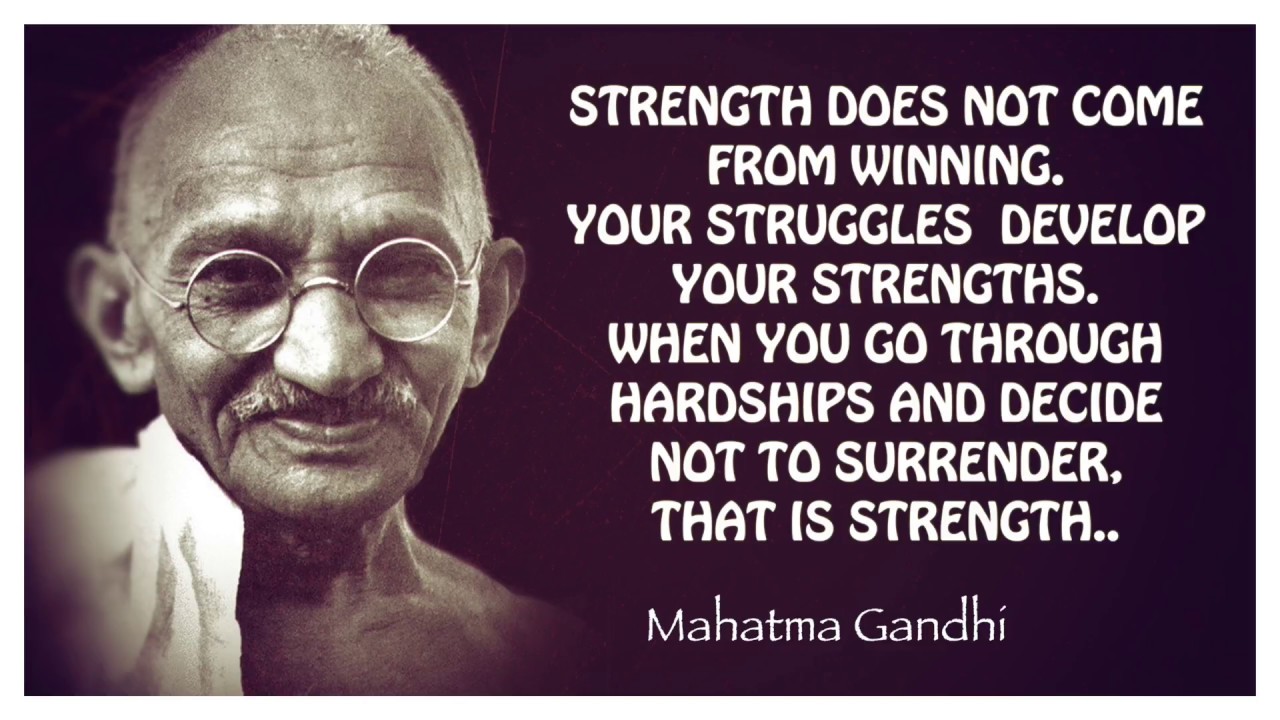 STRENGTH DOES NOT COME
FROM WINNING.
YOUR STRUGGLES DEVELOP
YOUR STRENGTHS.
WHEN YOU GO THROUGH
HARDSHIPS AND DECIDE
NOT TO SURRENDER,
THAT IS STRENGTH..
Mahatma Gandhi